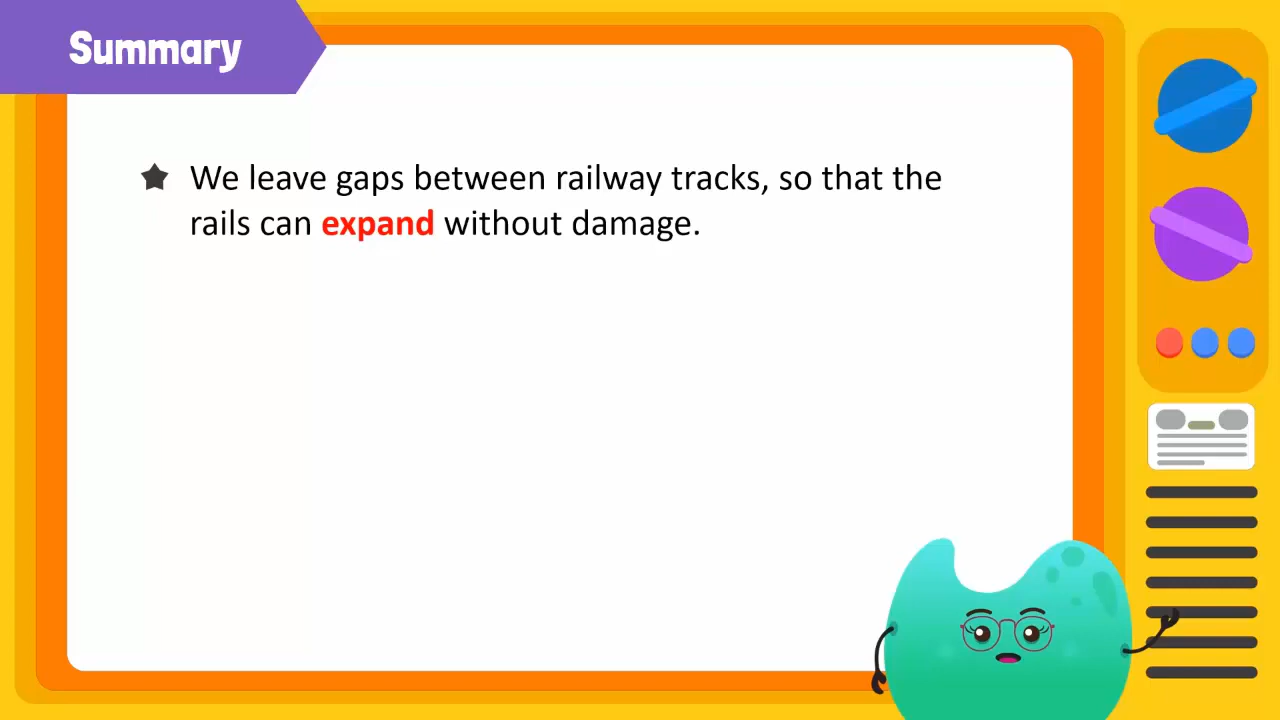 Summary
We leave gaps between railway tracks, so that the
rails can expand without damage.